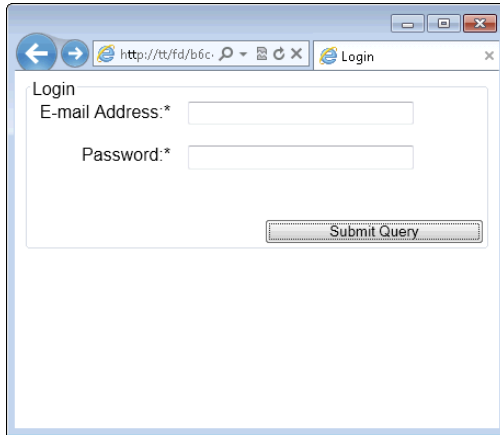 http://tt/fd/b6c Login
Login
E-mail Address:*
Password:*
Submit Query